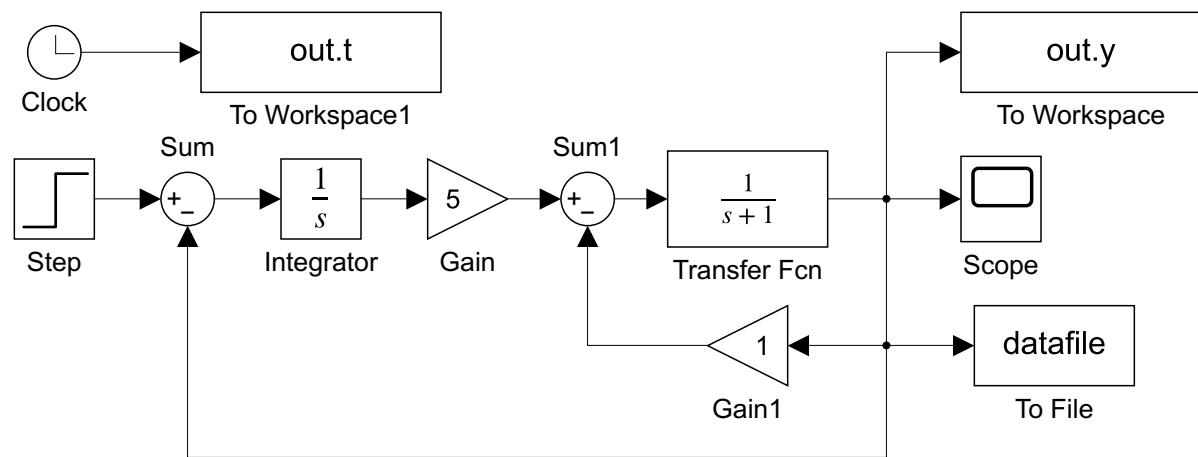 out.t
out.y
Clock
To Workspace1
To Workspace
Sum
Sum1
+
−
1
s
5
+
−
1
s + 1
Step
Integrator
Gain
Transfer Fcn
Scope
1
datafile
Gain1
To File